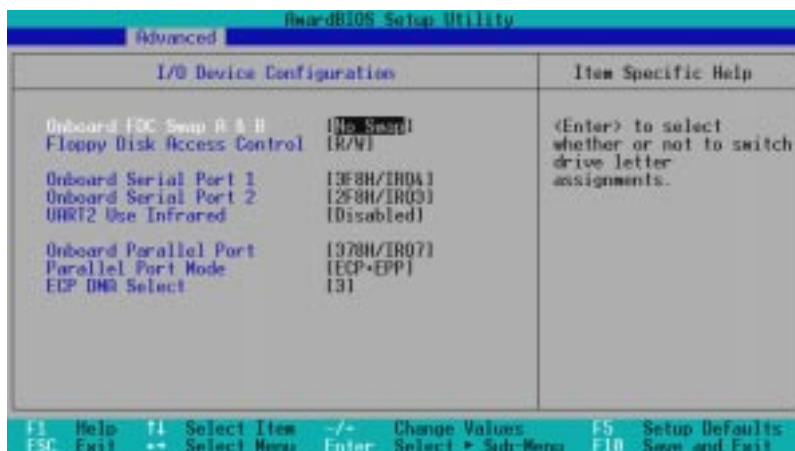 AwardBIOS Setup Utility
Advanced
I/O Device Configuration
Item Specific Help
Onboard FDC Swap A & B [No Swap]
Floppy Disk Access Control [R/W]
Onboard Serial Port 1 [3F8H/IRQ4]
Onboard Serial Port 2 [2F8H/IRQ3]
UART2 Use Infrared [Disabled]
Onboard Parallel Port [378H/IRQ7]
Parallel Port Mode [ECP+EPP]
ECP DMA Select [3]
<Enter> to select
whether or not to switch
drive letter
assignments.
F1 Help ↑↓ Select Item -/+ Change Values F5 Setup Defaults
ESC Exit ←→ Select Menu Enter Select ► Sub-Menu F10 Save and Exit